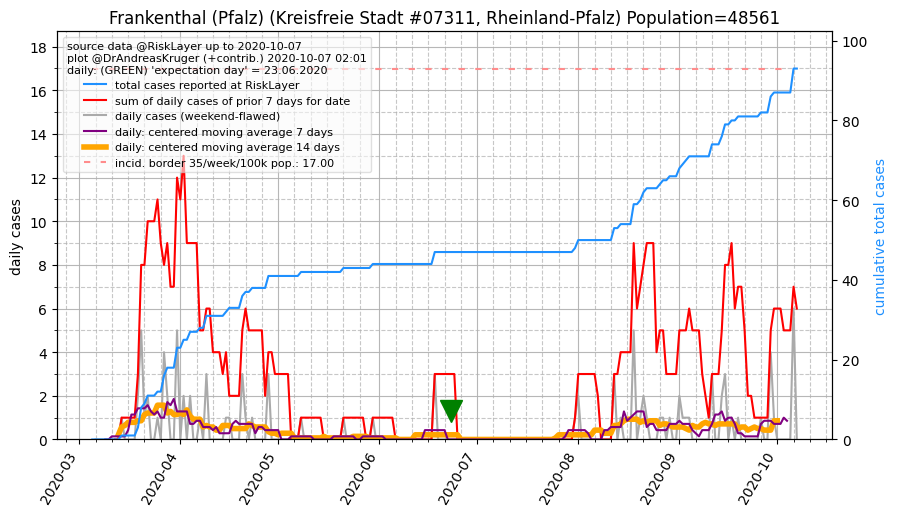 Frankenthal (Pfalz) (Kreisfreie Stadt #07311, Rheinland-Pfalz) Population=48561
source data @RiskLayer up to 2020-10-07
plot @DrAndreasKruger (+contrib.) 2020-10-07 02:01
daily: (GREEN) 'expectation day' = 23.06.2020
total cases reported at RiskLayer
sum of daily cases of prior 7 days for date
daily cases (weekend-flawed)
daily: centered moving average 7 days
daily: centered moving average 14 days
incid. border 35/week/100k pop.: 17.00
daily cases
18
16
14
12
10
8
6
4
2
0
100
80
60
40
20
0
cumulative total cases
2020-03
2020-04
2020-05
2020-06
2020-07
2020-08
2020-09
2020-10